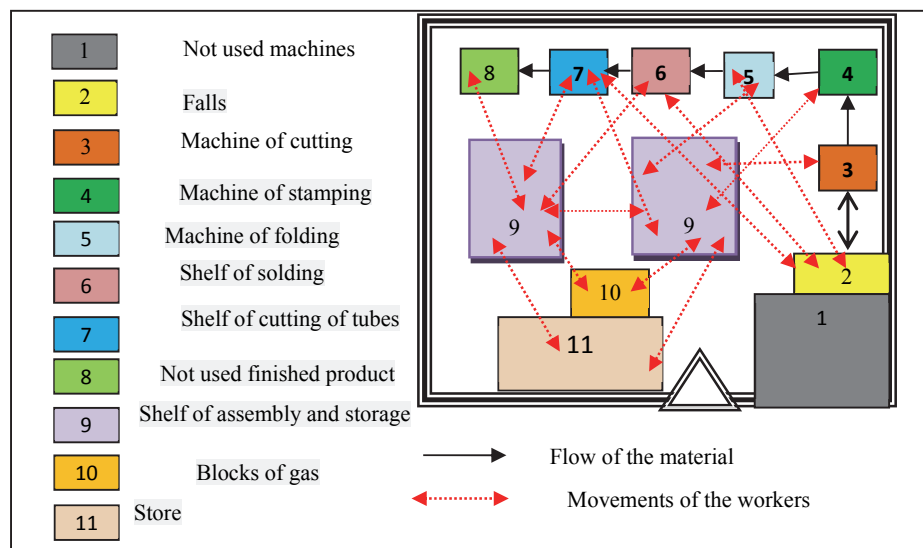 1 Not used machines
2 Falls
3 Machine of cutting
4 Machine of stamping
5 Machine of folding
6 Shelf of solding
7 Shelf of cutting of tubes
8 Not used finished product
9 Shelf of assembly and storage
10 Blocks of gas
11 Store
8 7 6 5 4
3
9 9
2
10
1
11
Flow of the material
Movements of the workers